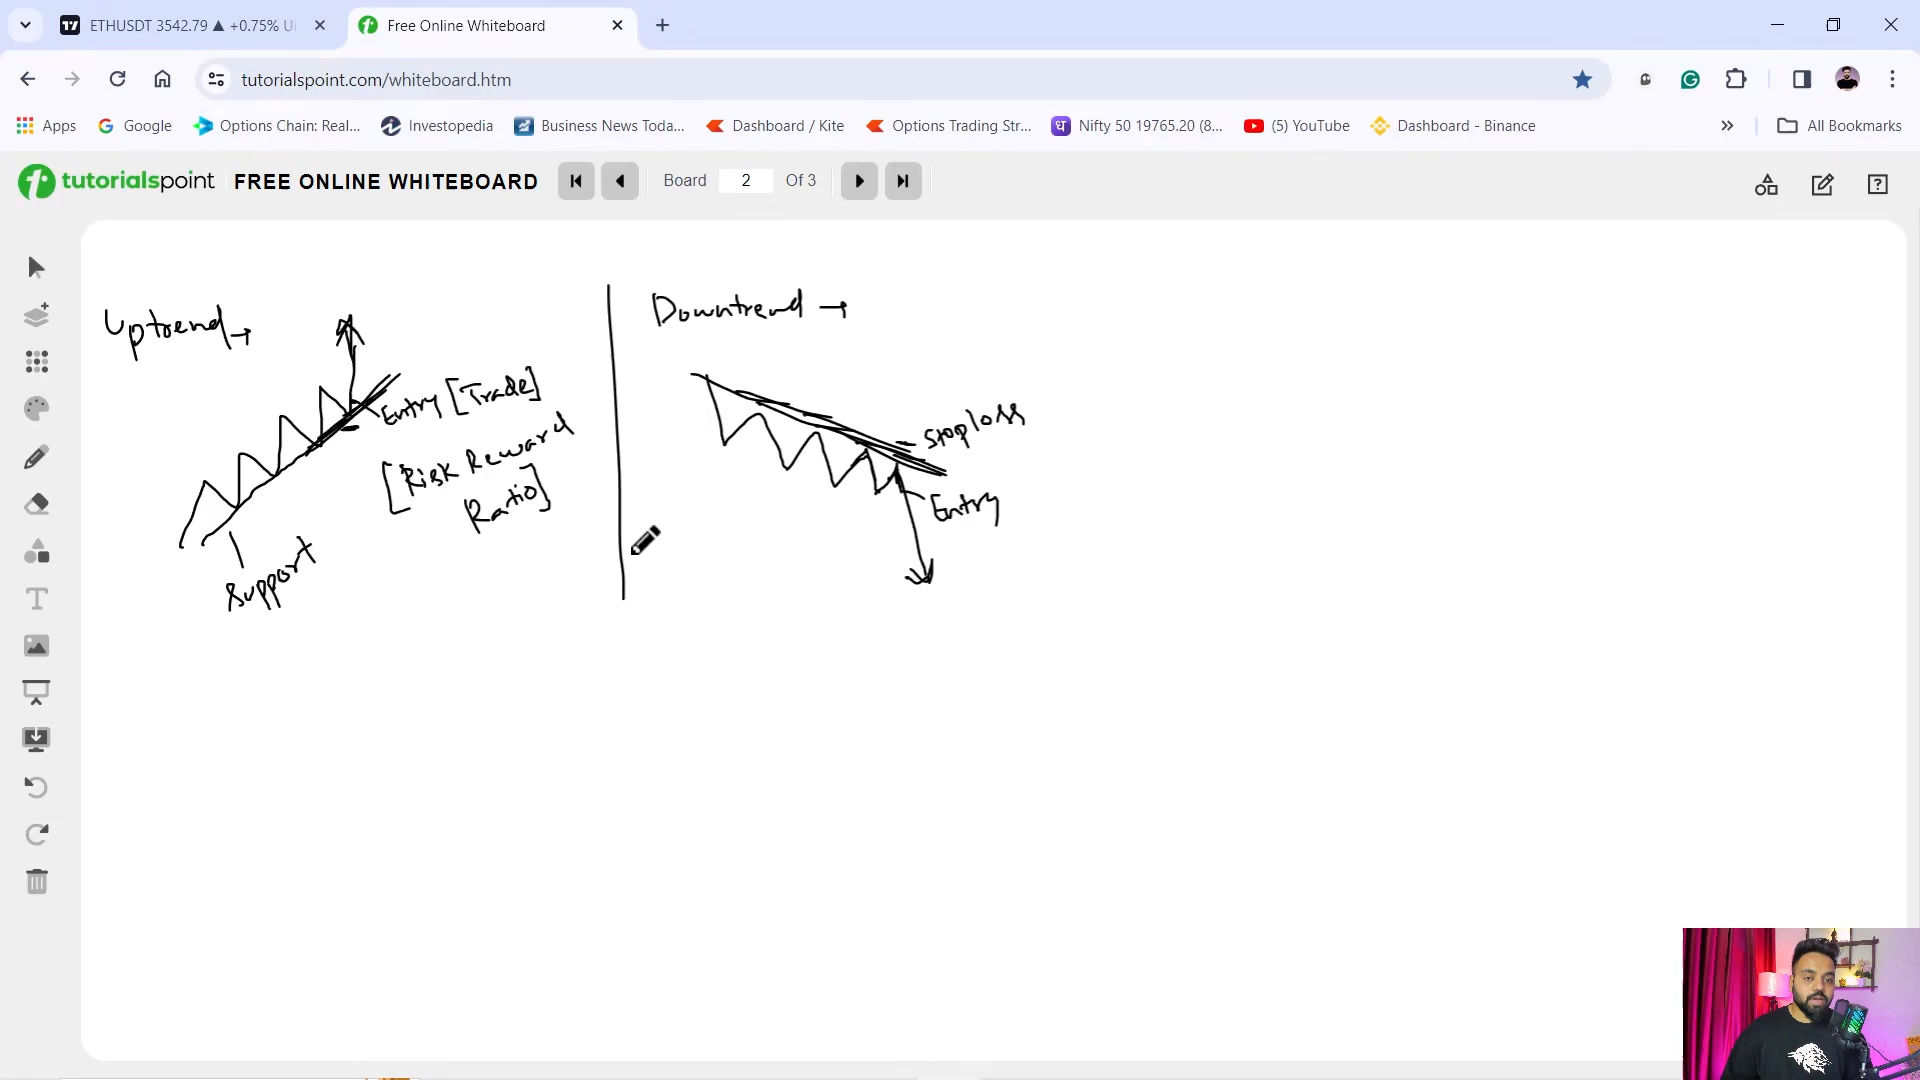 ETHUSDT 3542.79 ▲ +0.75% Un
Free Online Whiteboard
tutorialspoint.com/whiteboard.htm
Apps
Google
Options Chain: Real...
Investopedia
Business News Toda...
Dashboard / Kite
Options Trading Str...
Nifty 50 19765.20 (8...
(5) YouTube
Dashboard - Binance
All Bookmarks
tutorialspoint
FREE ONLINE WHITEBOARD
Board 2 Of 3
Uptrend →
Entry [Trade]
[Risk Reward
Ratio]
Support
Downtrend →
Stoploss
Entry